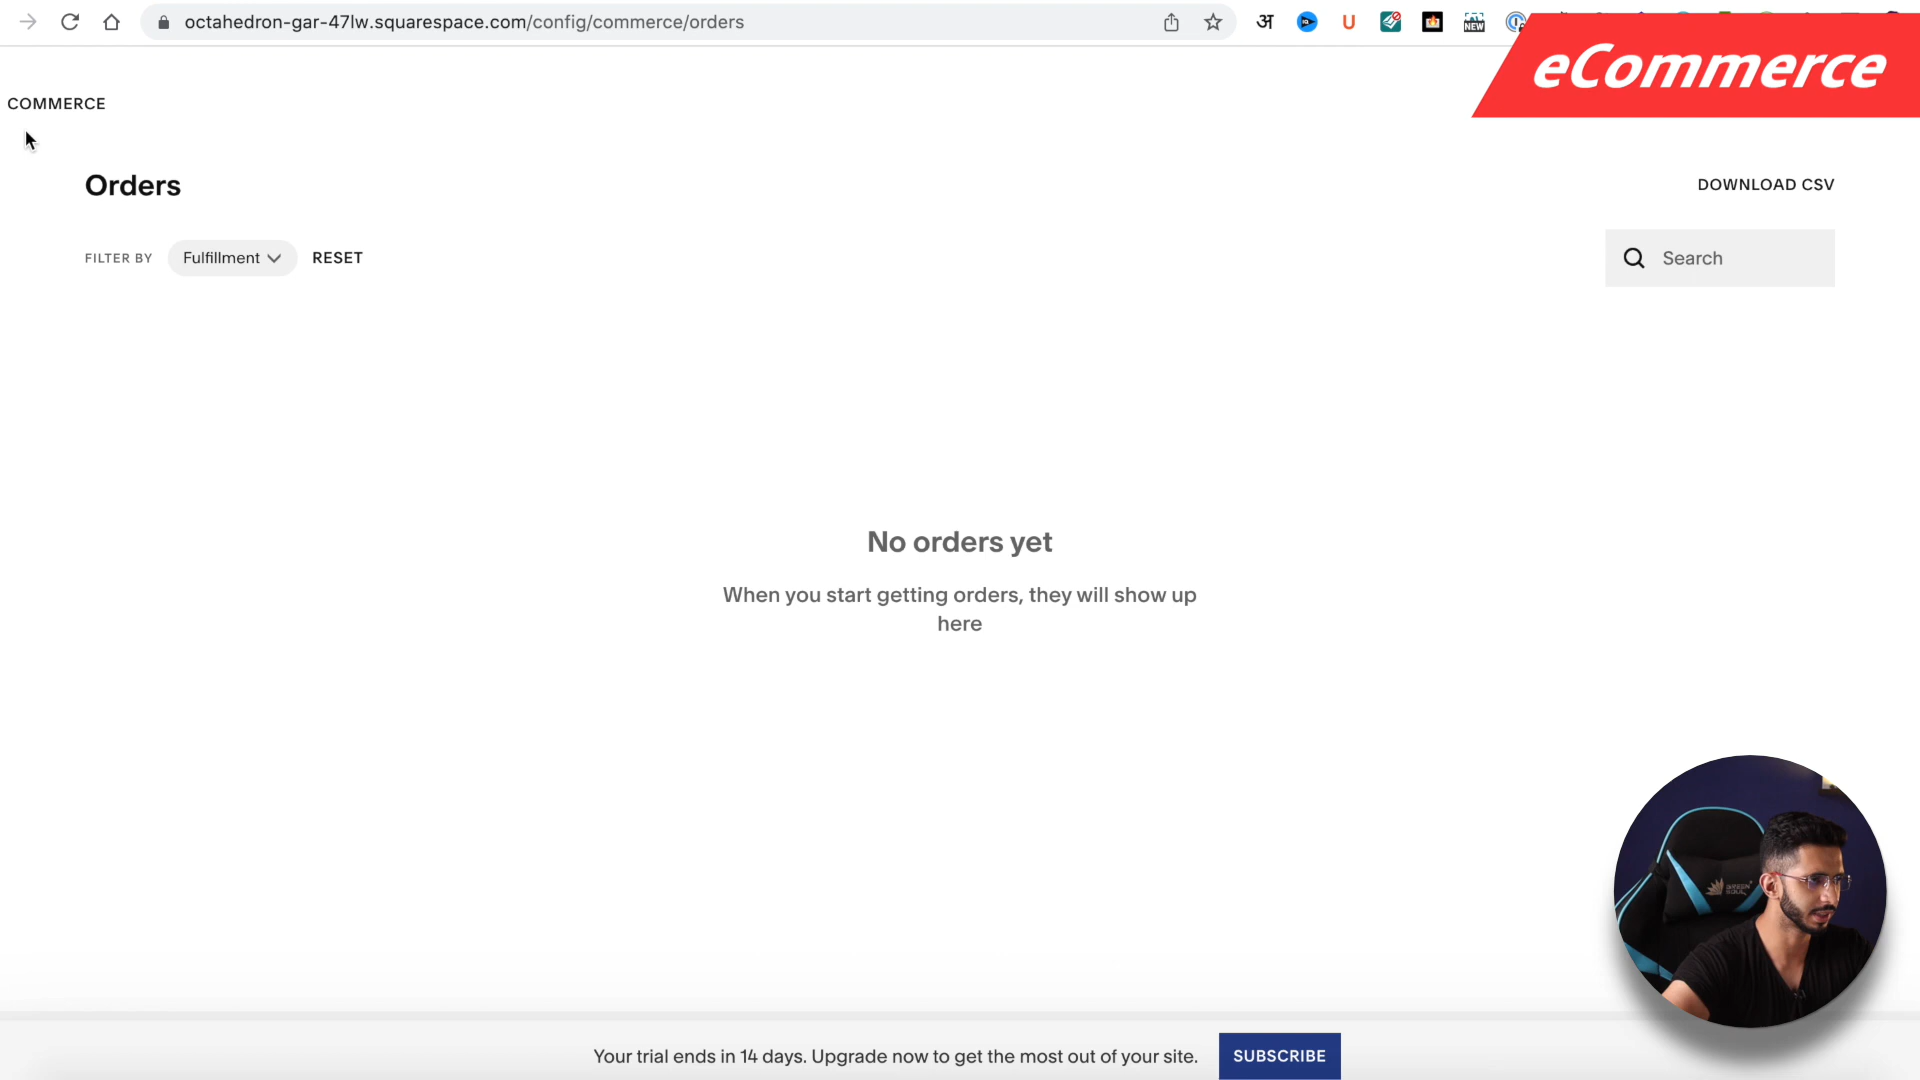 octahedron-gar-47lw.squarespace.com/config/commerce/orders
अ
U
NEW
eCommerce
COMMERCE
Orders
DOWNLOAD CSV
FILTER BY Fulfillment RESET
Search
No orders yet
When you start getting orders, they will show up
here
GREEN
SOUL
Your trial ends in 14 days. Upgrade now to get the most out of your site. SUBSCRIBE